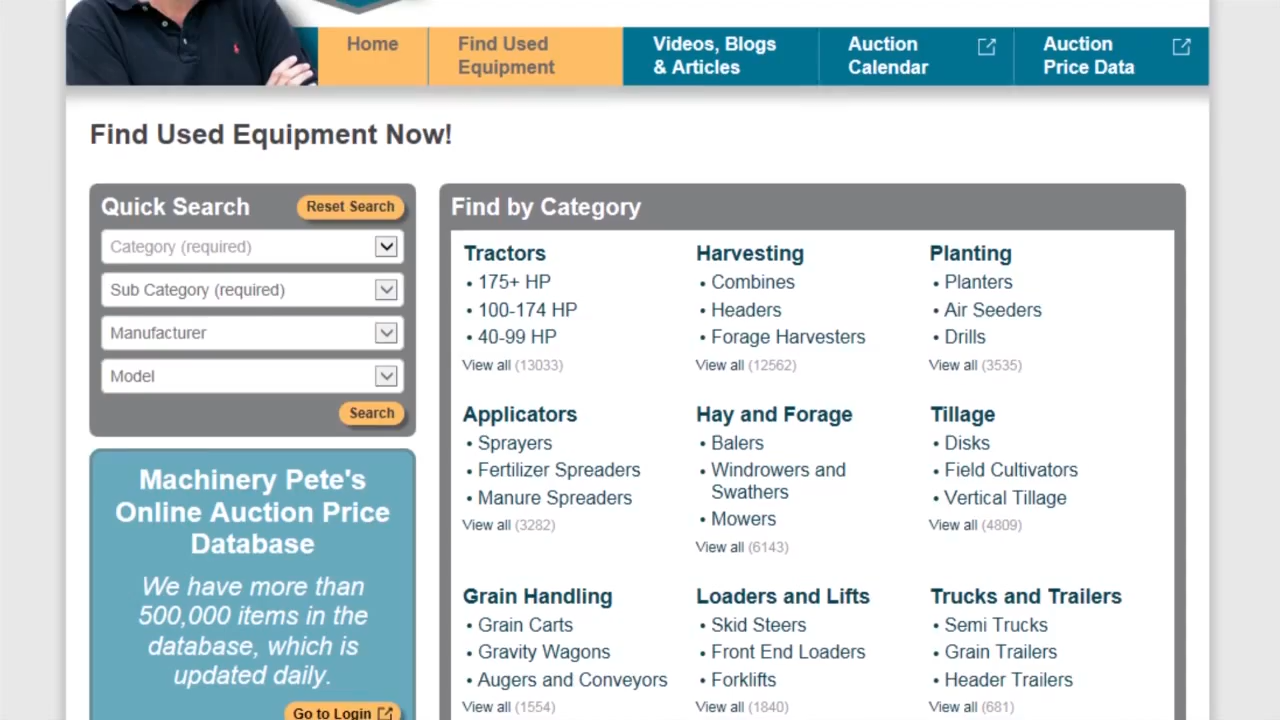 Home
Find Used
Equipment
Videos, Blogs
& Articles
Auction
Calendar
Auction
Price Data
Find Used Equipment Now!
Quick Search
Reset Search
Category (required)
Sub Category (required)
Manufacturer
Model
Search
Machinery Pete's
Online Auction Price
Database
We have more than
500,000 items in the
database, which is
updated daily.
Go to Login
Find by Category
Tractors
• 175+ HP
• 100-174 HP
• 40-99 HP
View all (13033)
Harvesting
• Combines
• Headers
• Forage Harvesters
View all (12562)
Planting
• Planters
• Air Seeders
• Drills
View all (3535)
Applicators
• Sprayers
• Fertilizer Spreaders
• Manure Spreaders
View all (3282)
Hay and Forage
• Balers
• Windrowers and
Swathers
• Mowers
View all (6143)
Tillage
• Disks
• Field Cultivators
• Vertical Tillage
View all (4809)
Grain Handling
• Grain Carts
• Gravity Wagons
• Augers and Conveyors
View all (1554)
Loaders and Lifts
• Skid Steers
• Front End Loaders
• Forklifts
View all (1840)
Trucks and Trailers
• Semi Trucks
• Grain Trailers
• Header Trailers
View all (681)